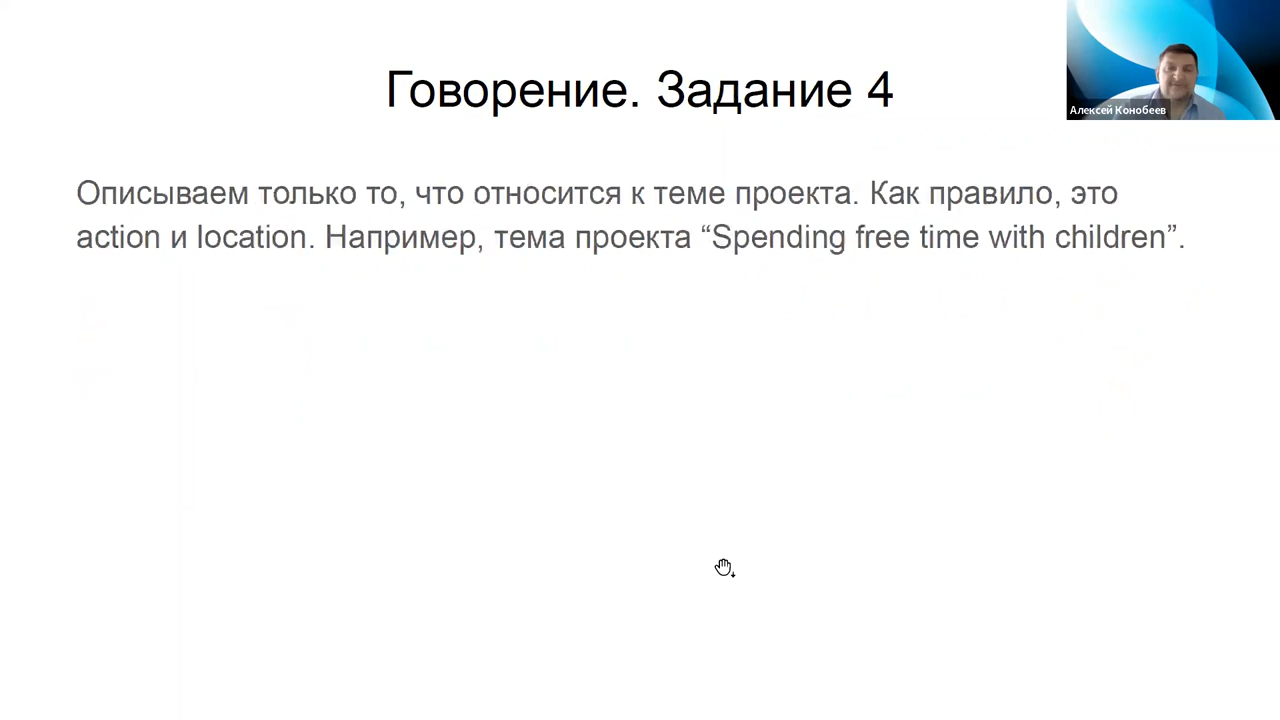 Говорение. Задание 4
Алексей Конобеев
Описываем только то, что относится к теме проекта. Как правило, это
action и location. Например, тема проекта “Spending free time with children”.